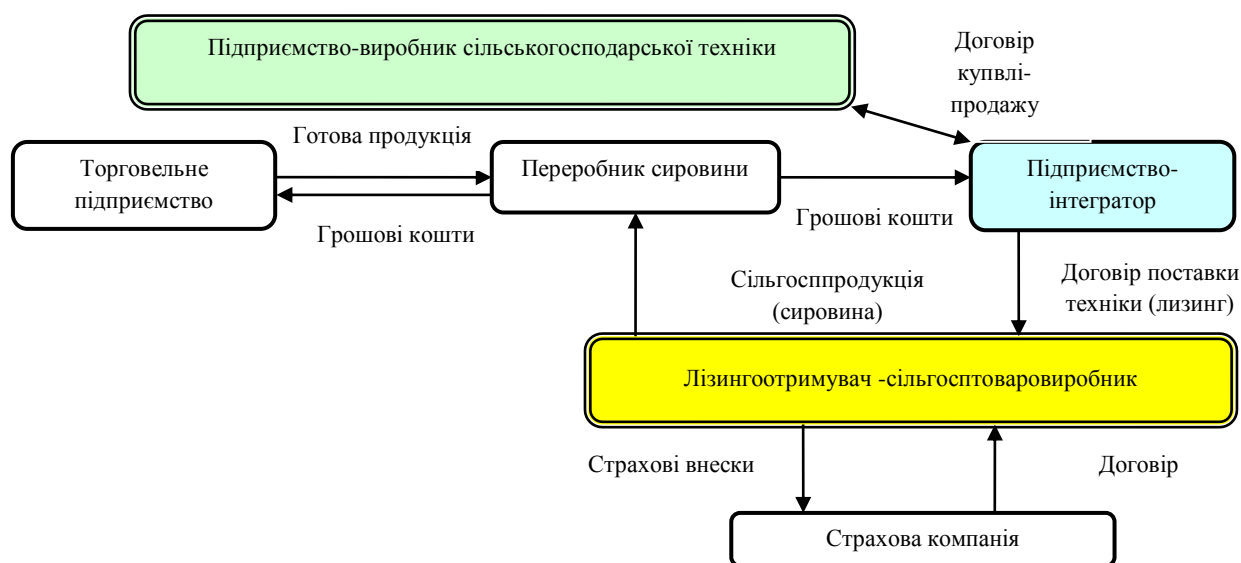 Підприємство-виробник сільськогосподарської техніки
Договір
купвлі-
продажу
Готова продукція
Торговельне
підприємство
Переробник сировини
Підприємство-
інтегратор
Грошові кошти
Грошові кошти
Сільгосппродукція
(сировина)
Договір поставки
техніки (лизинг)
Лізингоотримувач -сільгосптоваровиробник
Страхові внески
Договір
Страхова компанія